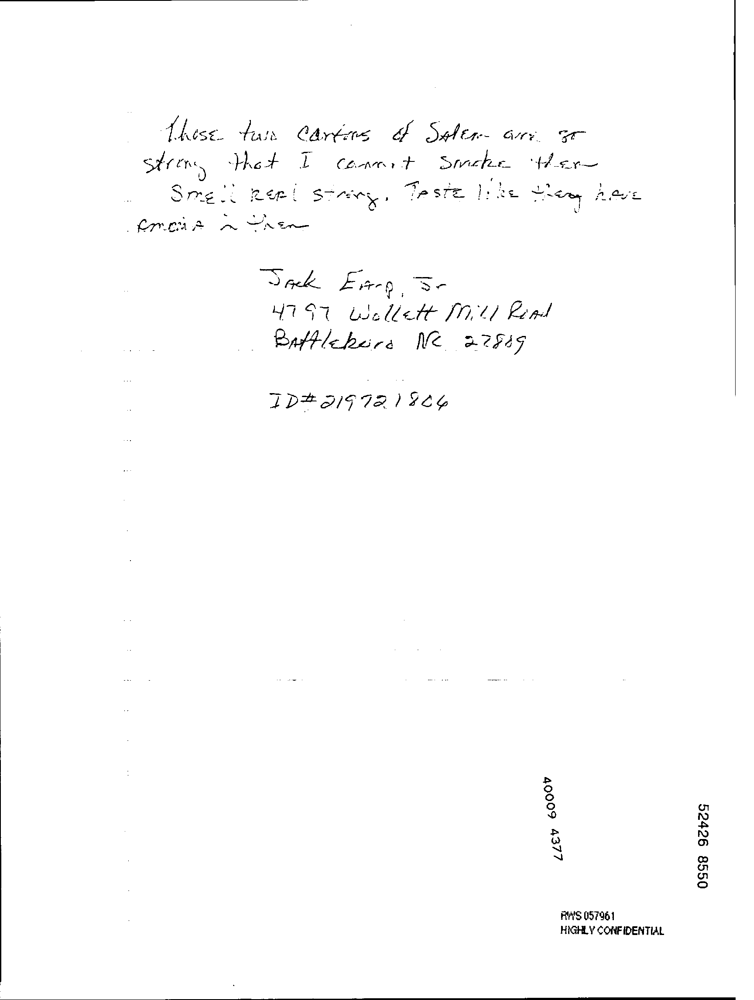 These two cartons of Salem are so
strong that I cannot smoke them
Smell real strong. Taste like they have
in them
Jack Earp, Jr
4797 Wollett Mill Road
Battleboro NC 27809
ID# 219721806
40009 4377
52426 8550
RWS 057961
HIGHLY CONFIDENTIAL